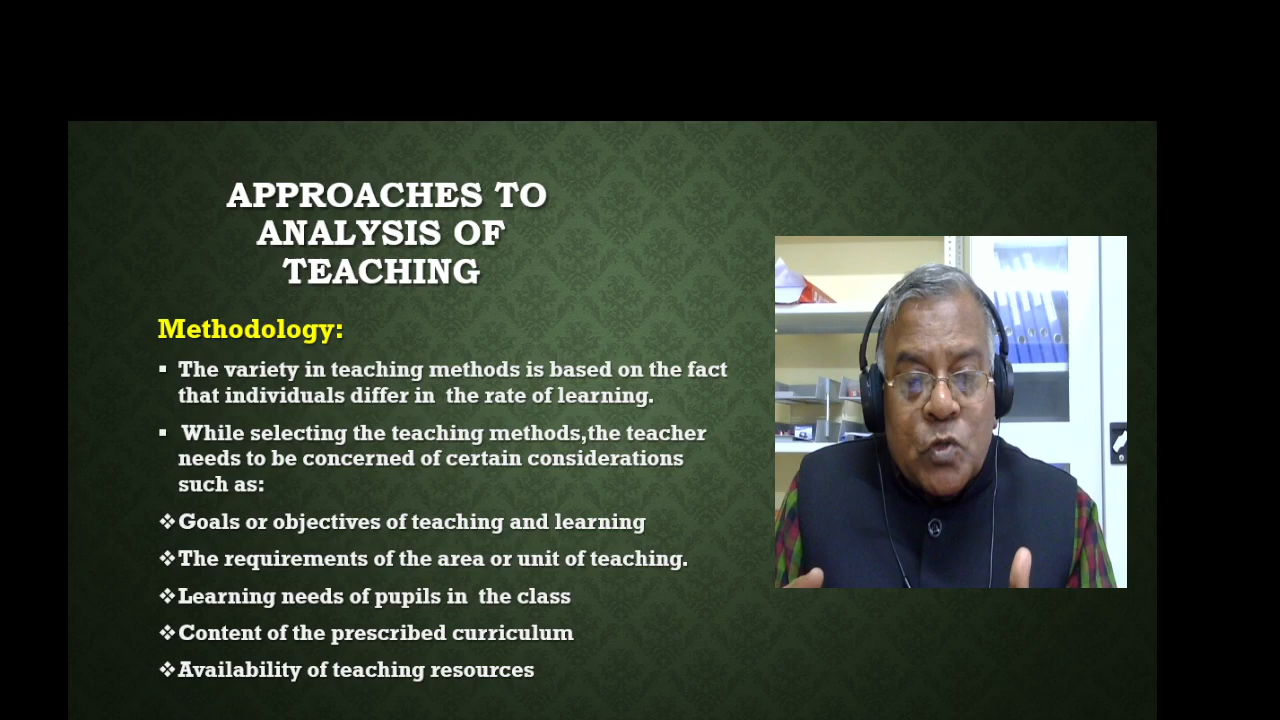 APPROACHES TO
ANALYSIS OF
TEACHING
Methodology:
▪ The variety in teaching methods is based on the fact
that individuals differ in  the rate of learning.
▪ While selecting the teaching methods,the teacher
needs to be concerned of certain considerations
such as:
❖Goals or objectives of teaching and learning
❖The requirements of the area or unit of teaching.
❖Learning needs of pupils in  the class
❖Content of the prescribed curriculum
❖Availability of teaching resources